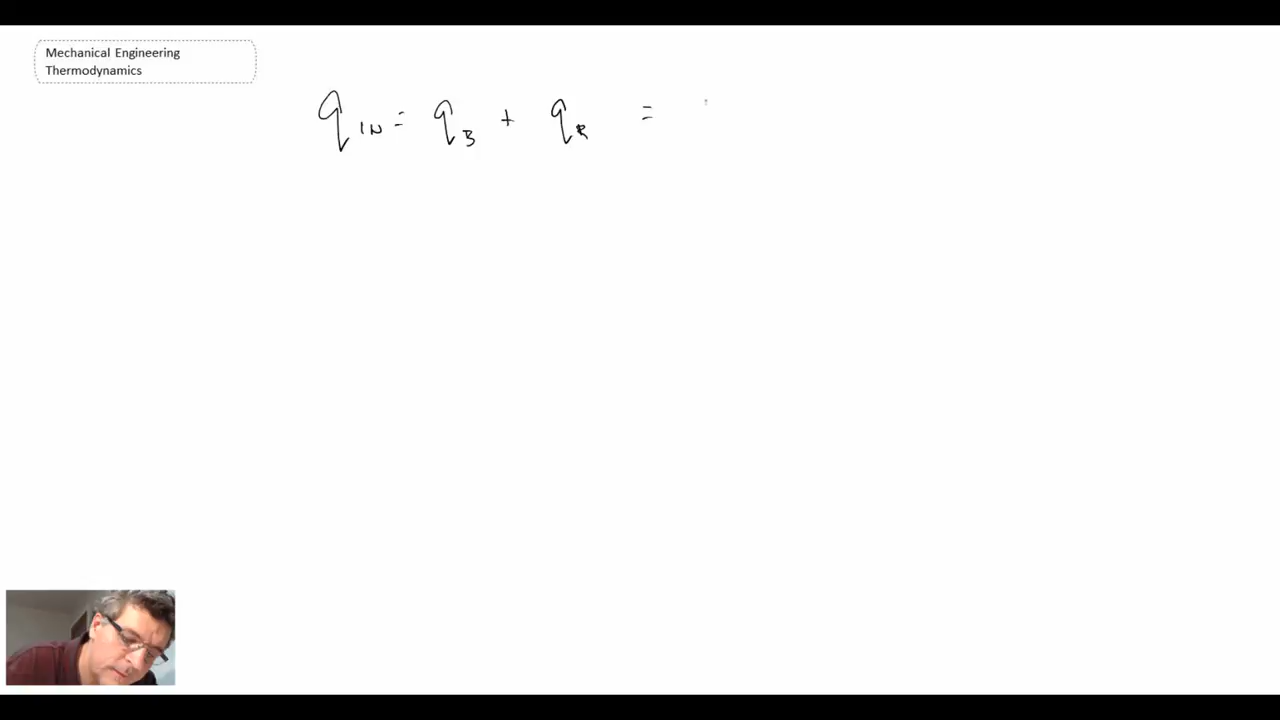 Mechanical Engineering
Thermodynamics
q_IN = q_B + q_R =